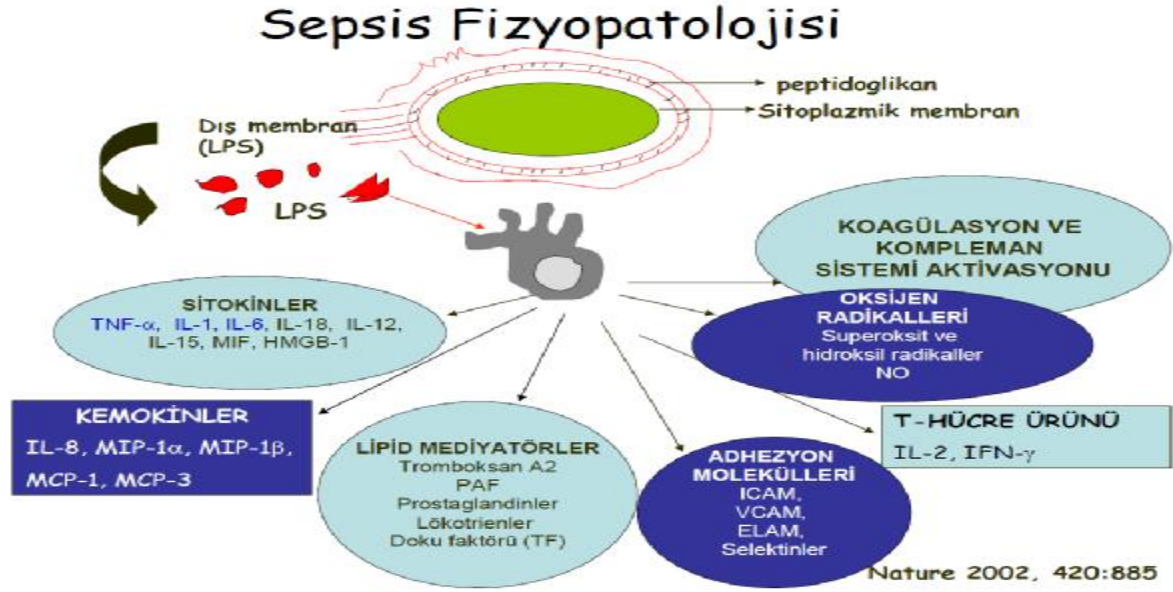 Sepsis Fizyopatolojisi
peptidoglikan
Sitoplazmik membran
Dış membran
(LPS)
LPS
KOAGÜLASYON VE
KOMPLEMAN
SİSTEMİ AKTİVASYONU
SİTOKİNLER
TNF-α, IL-1, IL-6, IL-18, IL-12,
IL-15, MIF, HMGB-1
OKSİJEN
RADİKALLERİ
Superoksit ve
hidroksil radikaller
NO
KEMOKİNLER
IL-8, MIP-1α, MIP-1β,
MCP-1, MCP-3
LİPİD MEDİYATÖRLER
Tromboksan A2
PAF
Prostaglandinler
Lökotrienler
Doku faktörü (TF)
ADHEZYON
MOLEKÜLLERİ
ICAM,
VCAM,
ELAM,
Selektinler
T-HÜCRE ÜRÜNÜ
IL-2, IFN-γ
Nature 2002, 420:885